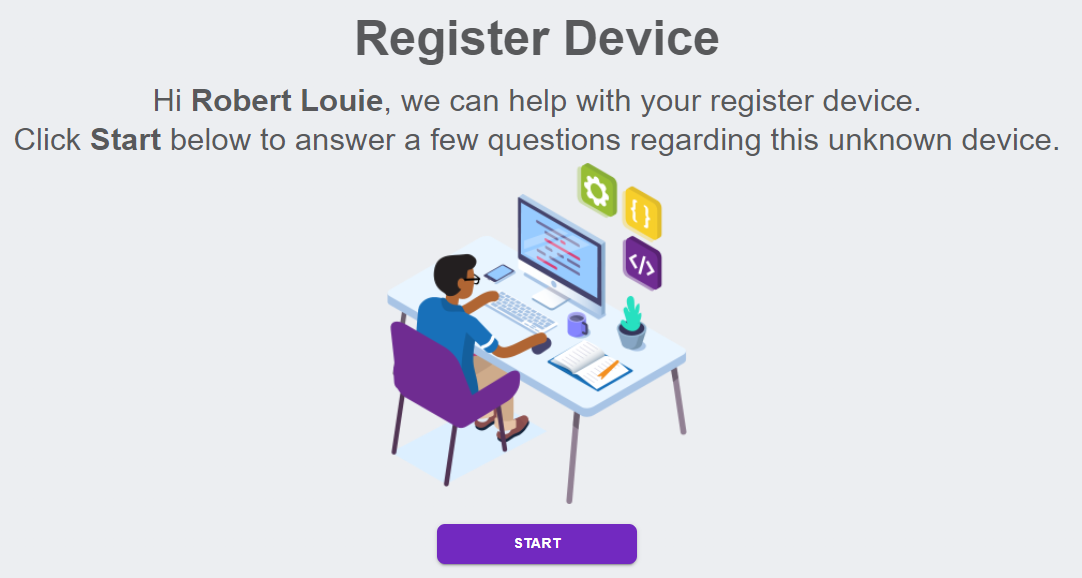 Register Device
Hi Robert Louie, we can help with your register device.
Click Start below to answer a few questions regarding this unknown device.
{ }
</>
START